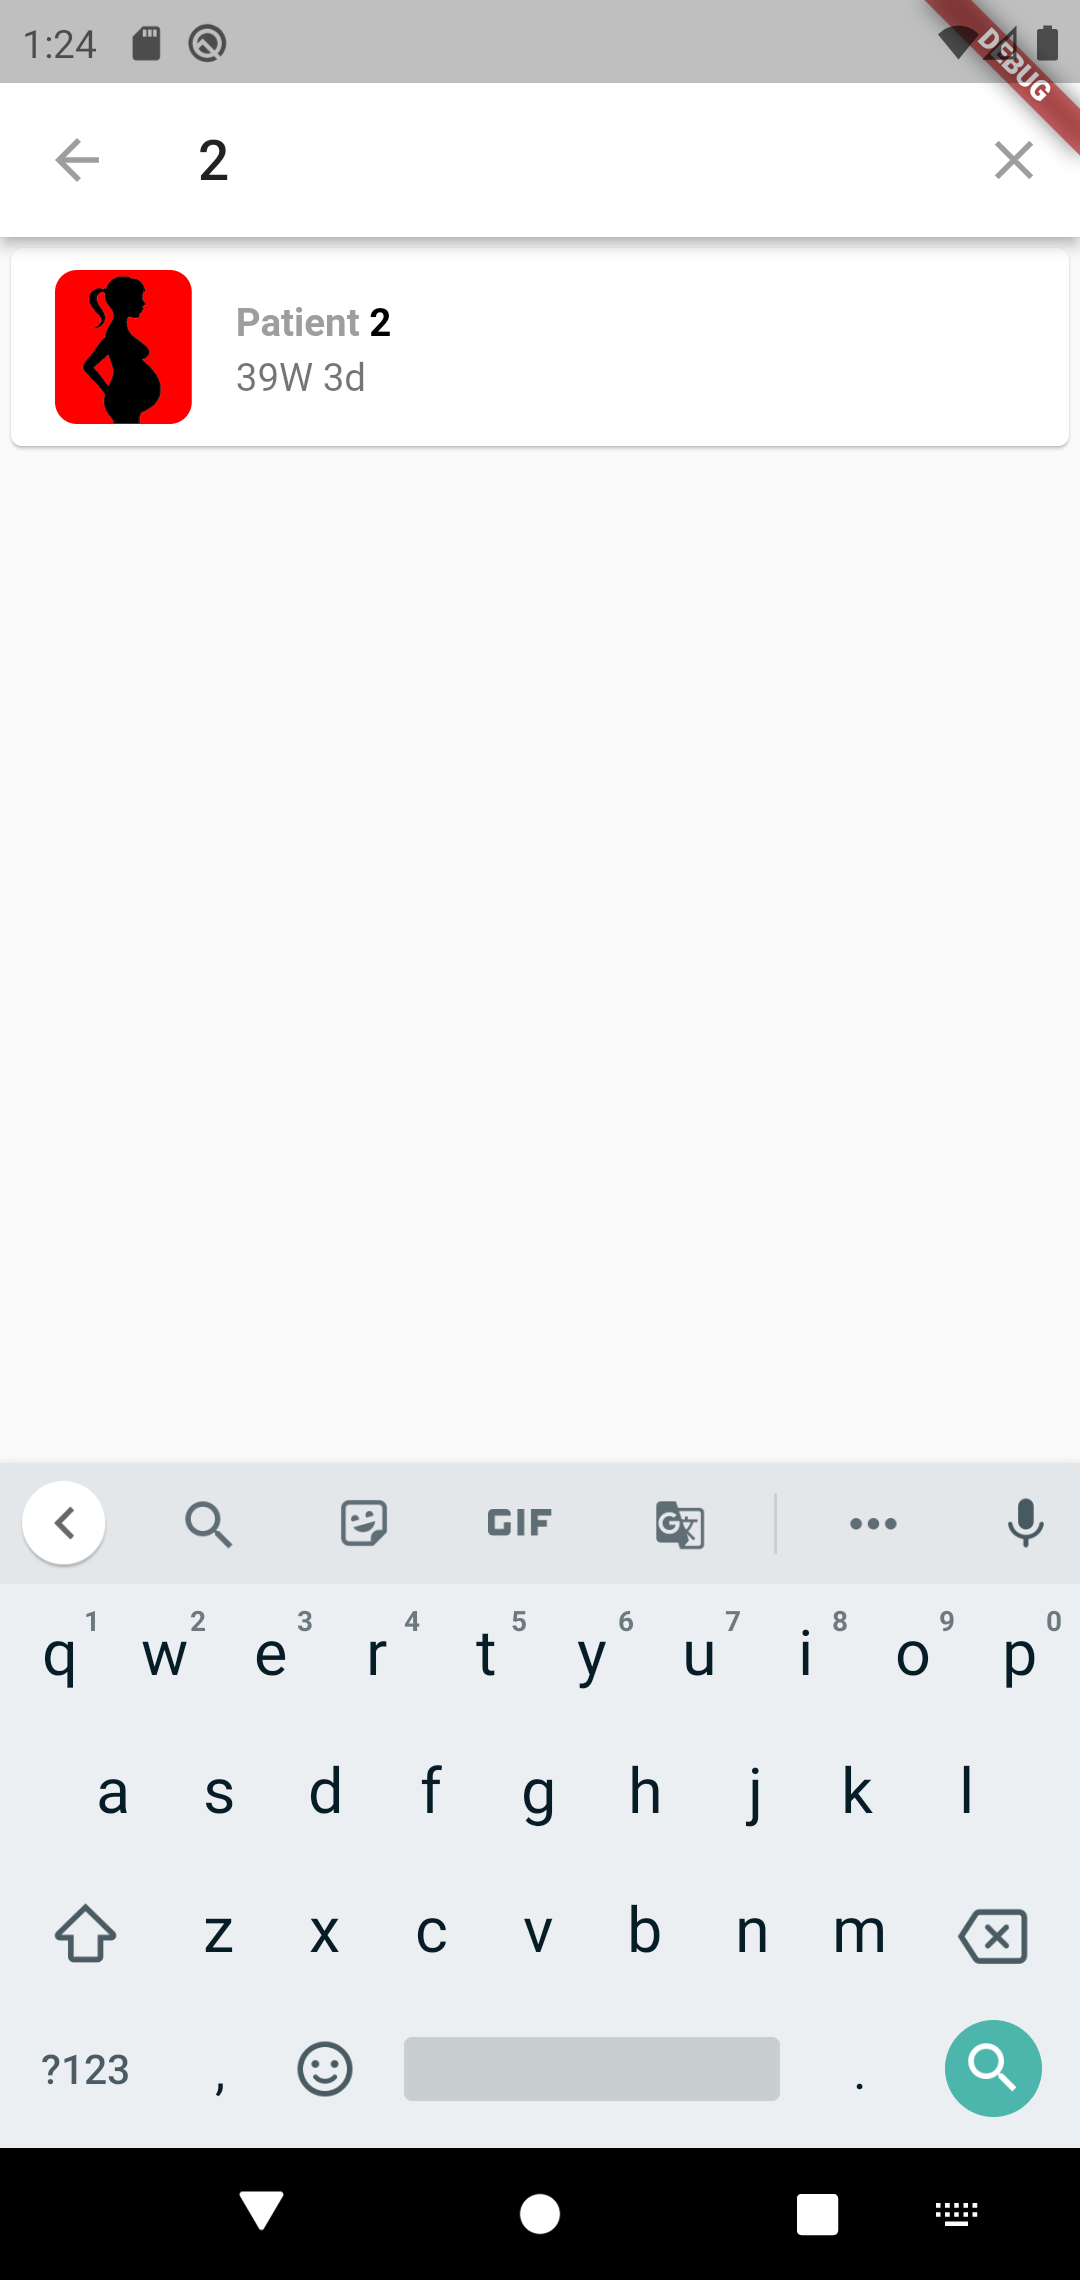 1:24
DEBUG
2
Patient 2
39W 3d
GIF
G
1 2 3 4 5 6 7 8 9 0
q w e r t y u i o p
a s d f g h j k l
z x c v b n m
?123 , .